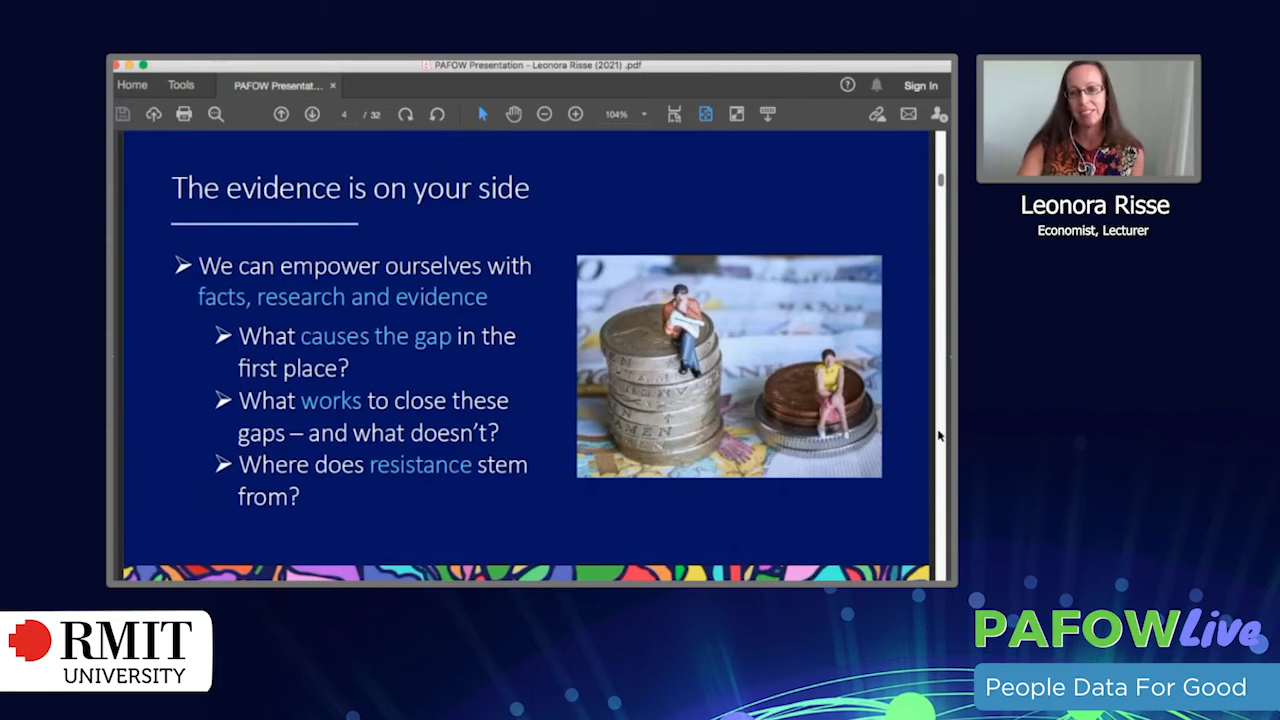 PAFOW Presentation - Leonora Risse (2021) .pdf
Home Tools PAFOW Presentat... × Sign In
4 / 32 104%
The evidence is on your side
➢ We can empower ourselves with
facts, research and evidence
➢ What causes the gap in the
first place?
➢ What works to close these
gaps – and what doesn't?
➢ Where does resistance stem
from?
Leonora Risse
Economist, Lecturer
RMIT
UNIVERSITY
PAFOW Live
People Data For Good